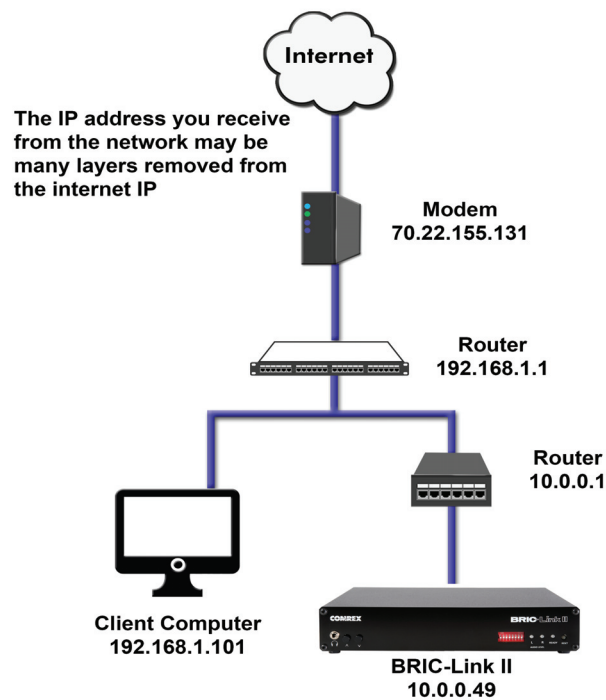 Internet
The IP address you receive
from the network may be
many layers removed from
the internet IP
Modem
70.22.155.131
Router
192.168.1.1
Router
10.0.0.1
Client Computer
192.168.1.101
COMREX
BRIC-Link II
BRIC-Link II
10.0.0.49